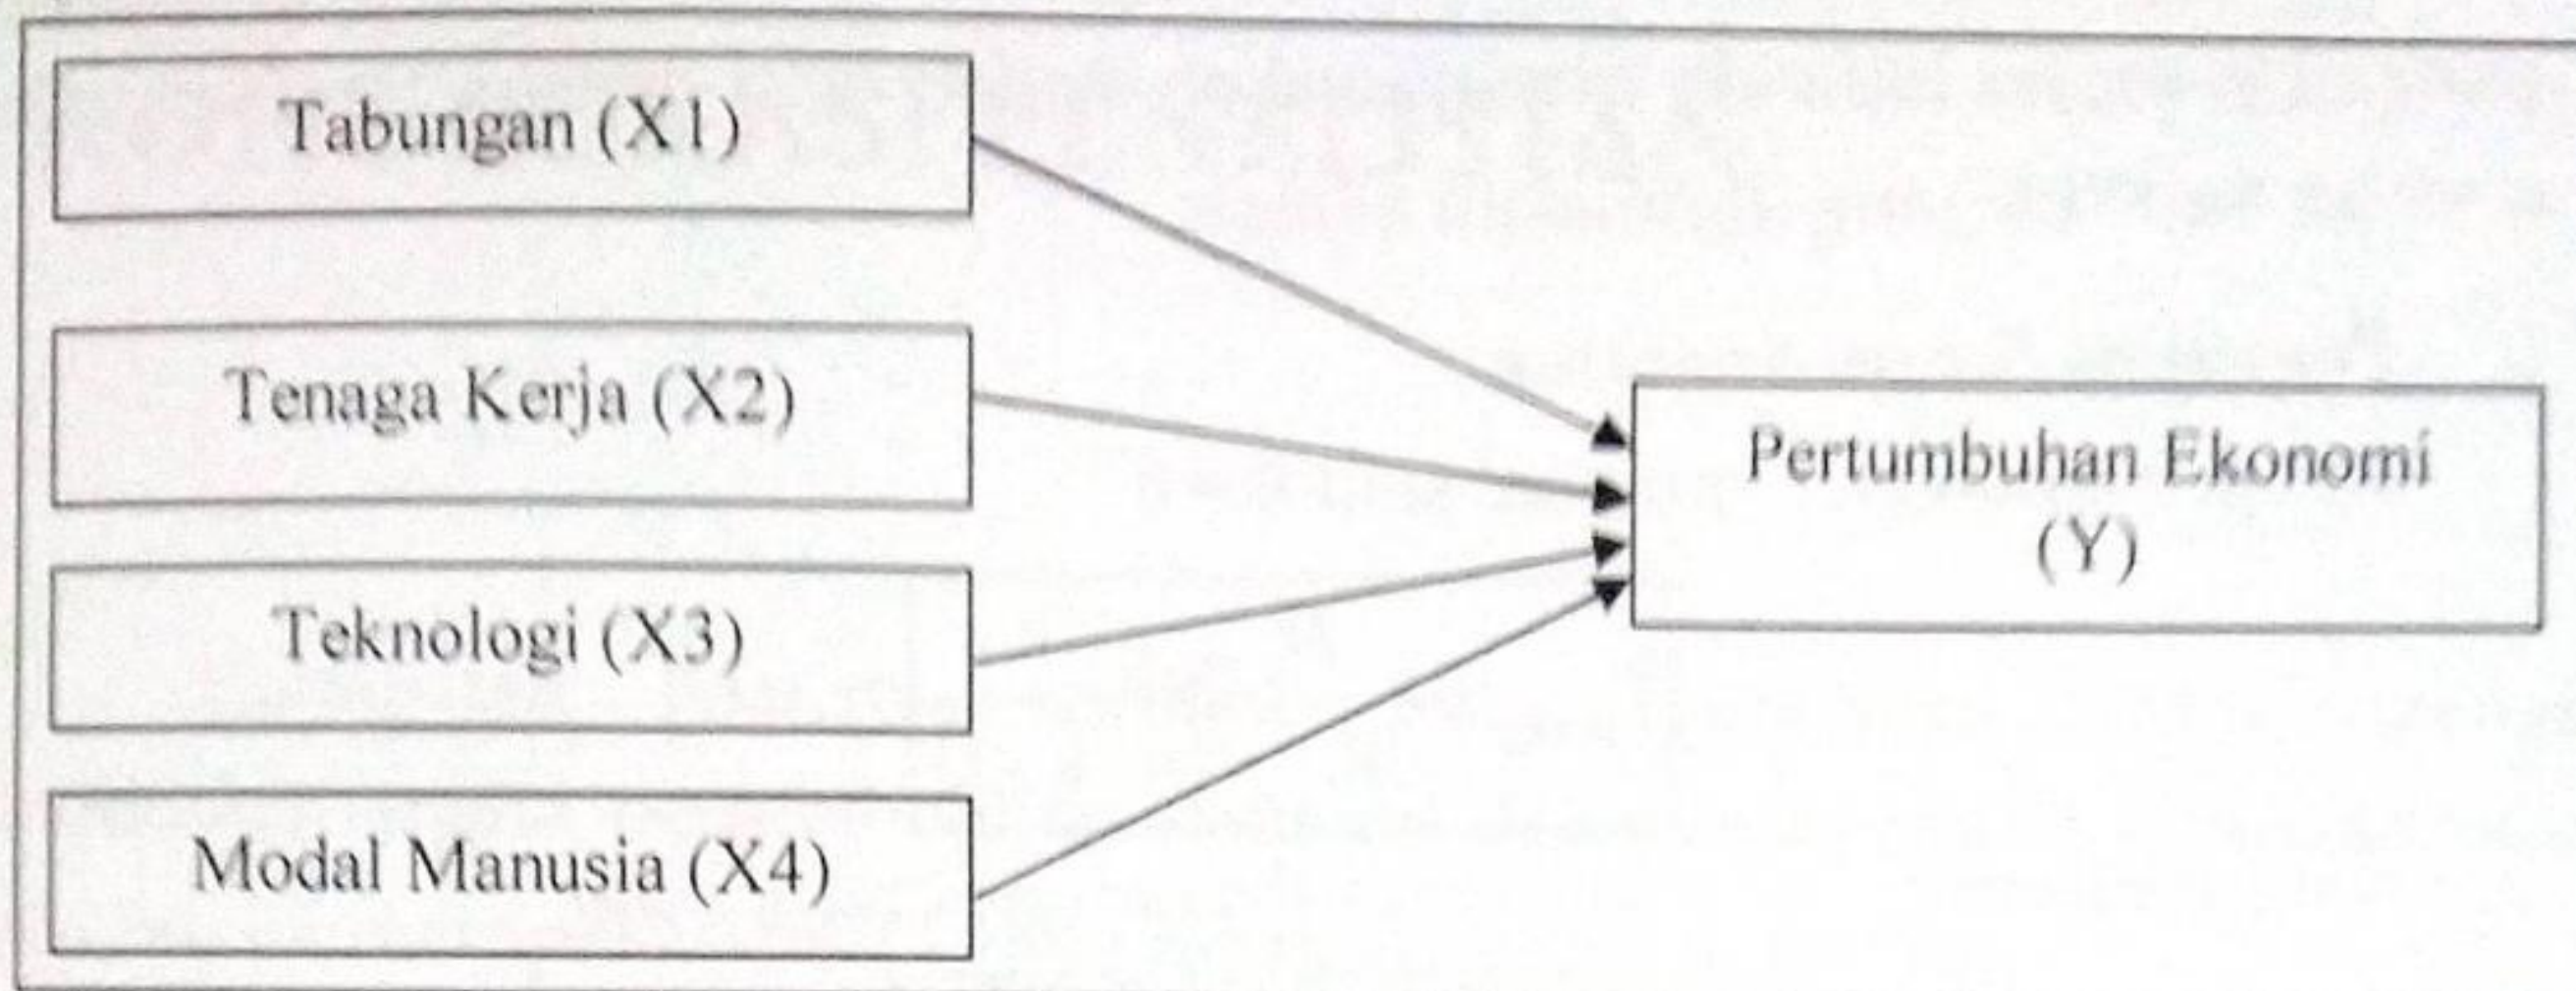 Tabungan (X1)
Tenaga Kerja (X2)
Teknologi (X3)
Modal Manusia (X4)
Pertumbuhan Ekonomi
(Y)